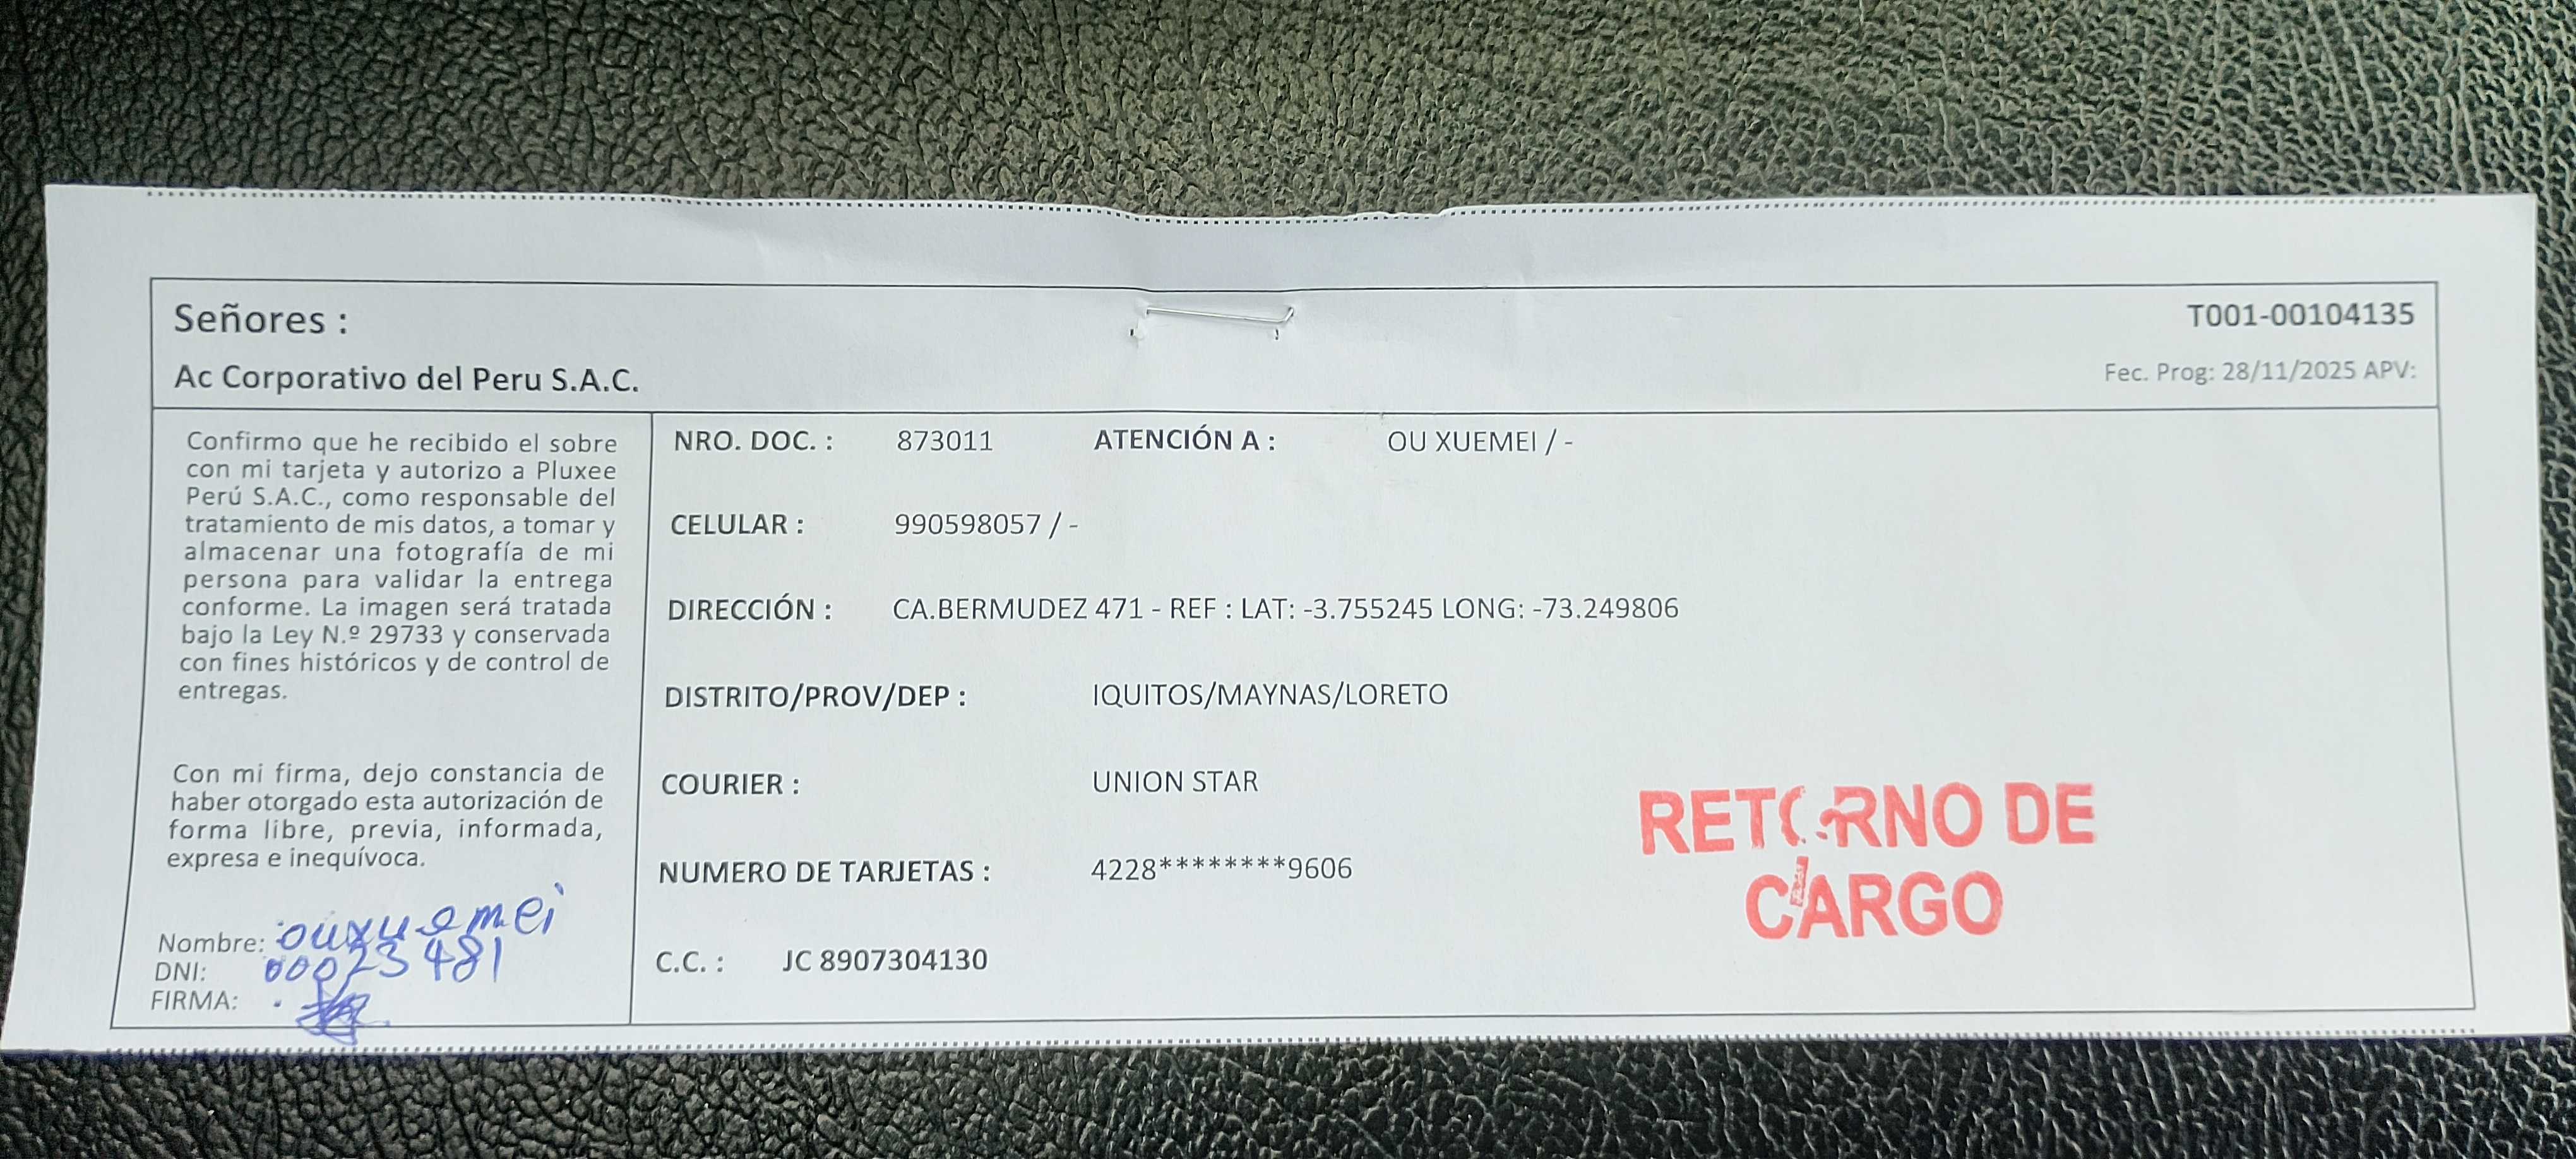 Señores :
Ac Corporativo del Peru S.A.C.
T001-00104135
Fec. Prog: 28/11/2025 APV:
Confirmo que he recibido el sobre
con mi tarjeta y autorizo a Pluxee
Perú S.A.C., como responsable del
tratamiento de mis datos, a tomar y
almacenar una fotografía de mi
persona para validar la entrega
conforme. La imagen será tratada
bajo la Ley N.º 29733 y conservada
con fines históricos y de control de
entregas.
Con mi firma, dejo constancia de
haber otorgado esta autorización de
forma libre, previa, informada,
expresa e inequívoca.
Nombre: ouxuemei
DNI: 00023481
FIRMA:
NRO. DOC. : 873011 ATENCIÓN A : OU XUEMEI / -
CELULAR : 990598057 / -
DIRECCIÓN : CA.BERMUDEZ 471 - REF : LAT: -3.755245 LONG: -73.249806
DISTRITO/PROV/DEP : IQUITOS/MAYNAS/LORETO
COURIER : UNION STAR
NUMERO DE TARJETAS : 4228********9606
C.C. : JC 8907304130
RETORNO DE
CARGO